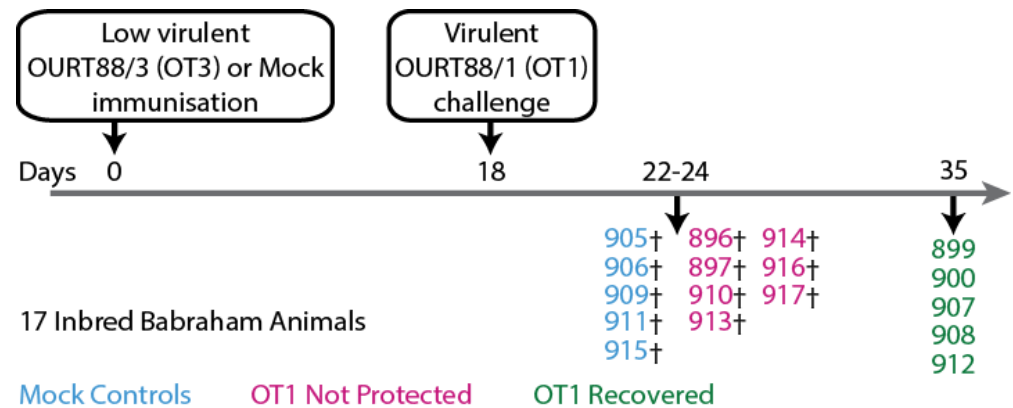 Low virulent
OURT88/3 (OT3) or Mock
immunisation
Virulent
OURT88/1 (OT1)
challenge
Days 0 18 22-24 35
905† 896† 914†
906† 897† 916†
909† 910† 917†
911† 913†
915†
899
900
907
908
912
17 Inbred Babraham Animals
Mock Controls OT1 Not Protected OT1 Recovered